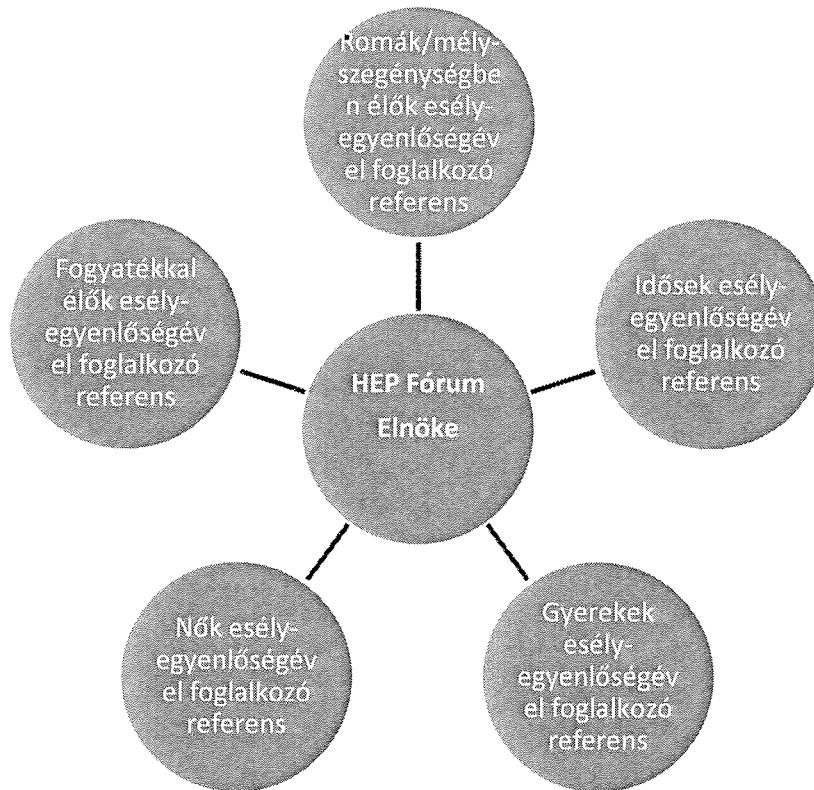 Romák/mély-
szegénységbe
n élők esély-
egyenlőségév
el foglalkozó
referens
Fogyatékkal
élők esély-
egyenlőségév
el foglalkozó
referens
Idősek esély-
egyenlőségév
el foglalkozó
referens
HEP Fórum
Elnöke
Nők esély-
egyenlőségév
el foglalkozó
referens
Gyerekek
esély-
egyenlőségév
el foglalkozó
referens